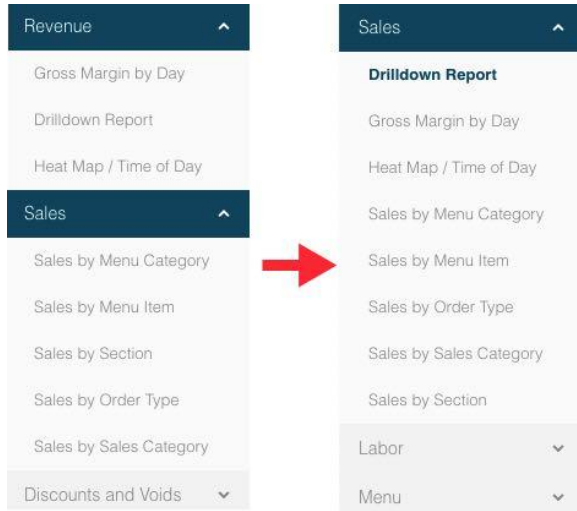 Revenue
Gross Margin by Day
Drilldown Report
Heat Map / Time of Day
Sales
Sales by Menu Category
Sales by Menu Item
Sales by Section
Sales by Order Type
Sales by Sales Category
Discounts and Voids
Sales
Drilldown Report
Gross Margin by Day
Heat Map / Time of Day
Sales by Menu Category
Sales by Menu Item
Sales by Order Type
Sales by Sales Category
Sales by Section
Labor
Menu